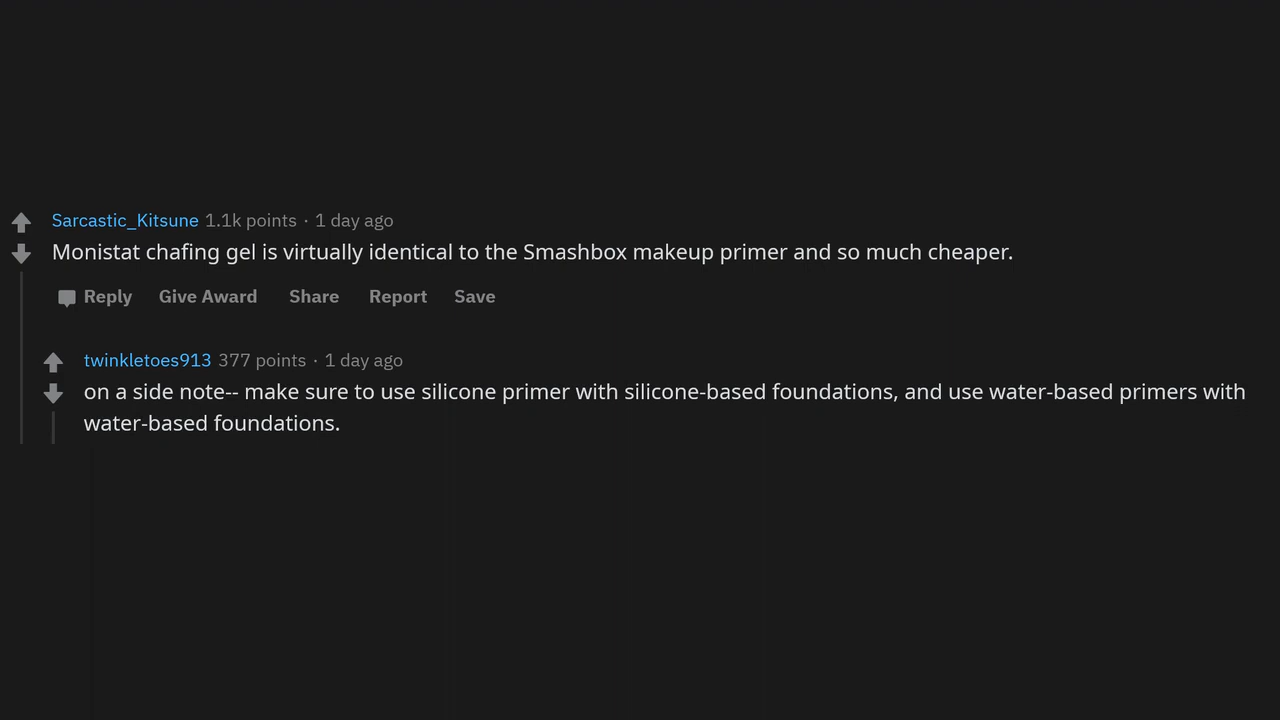 Sarcastic_Kitsune 1.1k points · 1 day ago
Monistat chafing gel is virtually identical to the Smashbox makeup primer and so much cheaper.
Reply Give Award Share Report Save
twinkletoes913 377 points · 1 day ago
on a side note-- make sure to use silicone primer with silicone-based foundations, and use water-based primers with
water-based foundations.